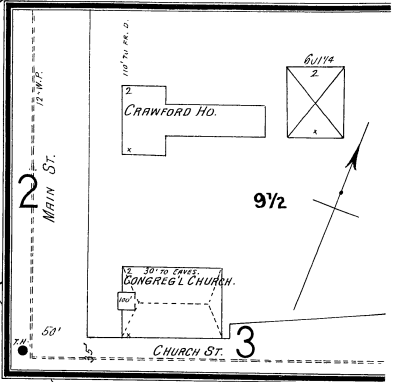 110' TO FR. D.
12" W.P.
2
CRAWFORD HO.
x
2
x
2
MAIN ST.
9½
2
30' TO EAVES.
CONGREG'L CHURCH.
100'
x
50'
T.H.
35'
CHURCH ST.
3